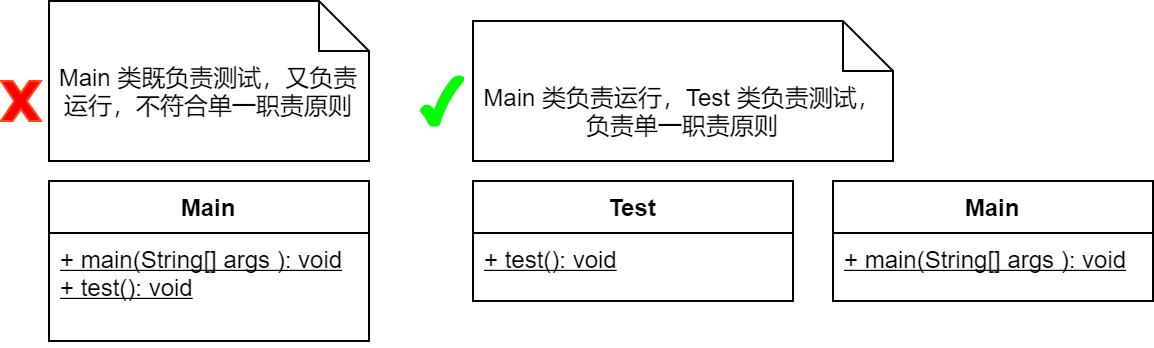 Main 类既负责测试，又负责
运行，不符合单一职责原则
Main 类负责运行，Test 类负责测试，
负责单一职责原则
Main
+ main(String[] args ): void
+ test(): void
Test
+ test(): void
Main
+ main(String[] args ): void